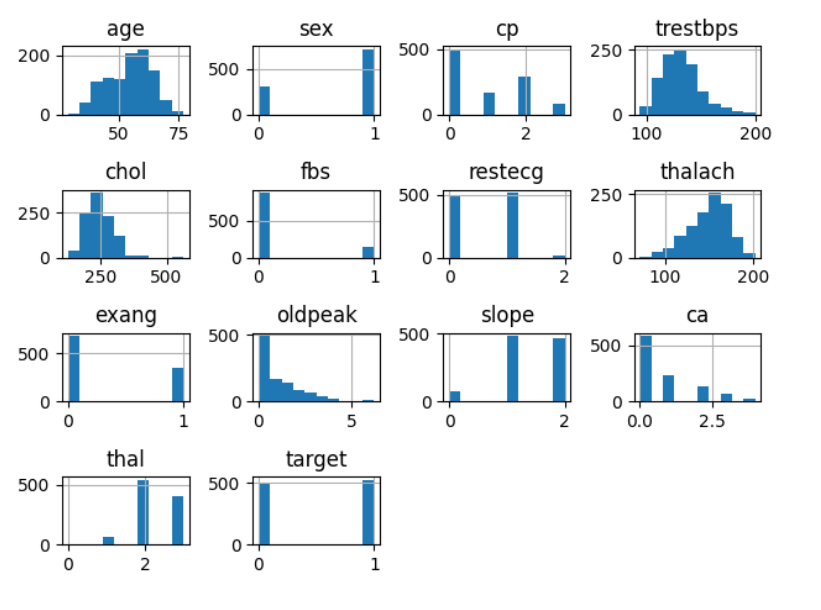 age sex cp trestbps
200 0 50 75
500 0 0 1
500 0 0 2
250 0 100 200
chol fbs restecg thalach
250 0 250 500
500 0 0 1
500 0 0 2
250 0 100 200
exang oldpeak slope ca
500 0 0 1
500 0 0 5
500 0 0 2
500 0 0.0 2.5
thal target
500 0 0 2
500 0 0 1